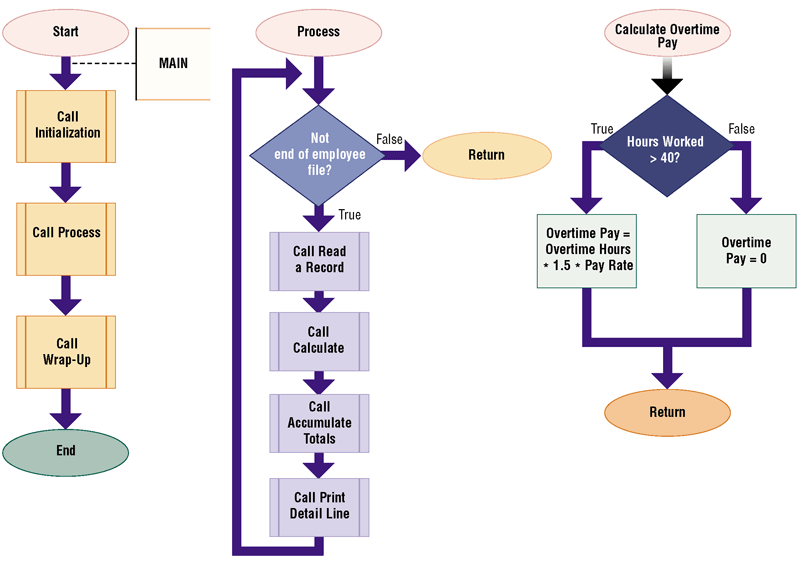 Start
MAIN
Call
Initialization
Call Process
Call
Wrap-Up
End
Process
Not
end of employee
file?
False
Return
True
Call Read
a Record
Call
Calculate
Call
Accumulate
Totals
Call Print
Detail Line
Calculate Overtime
Pay
True
Hours Worked
> 40?
False
Overtime Pay =
Overtime Hours
* 1.5 * Pay Rate
Overtime
Pay = 0
Return